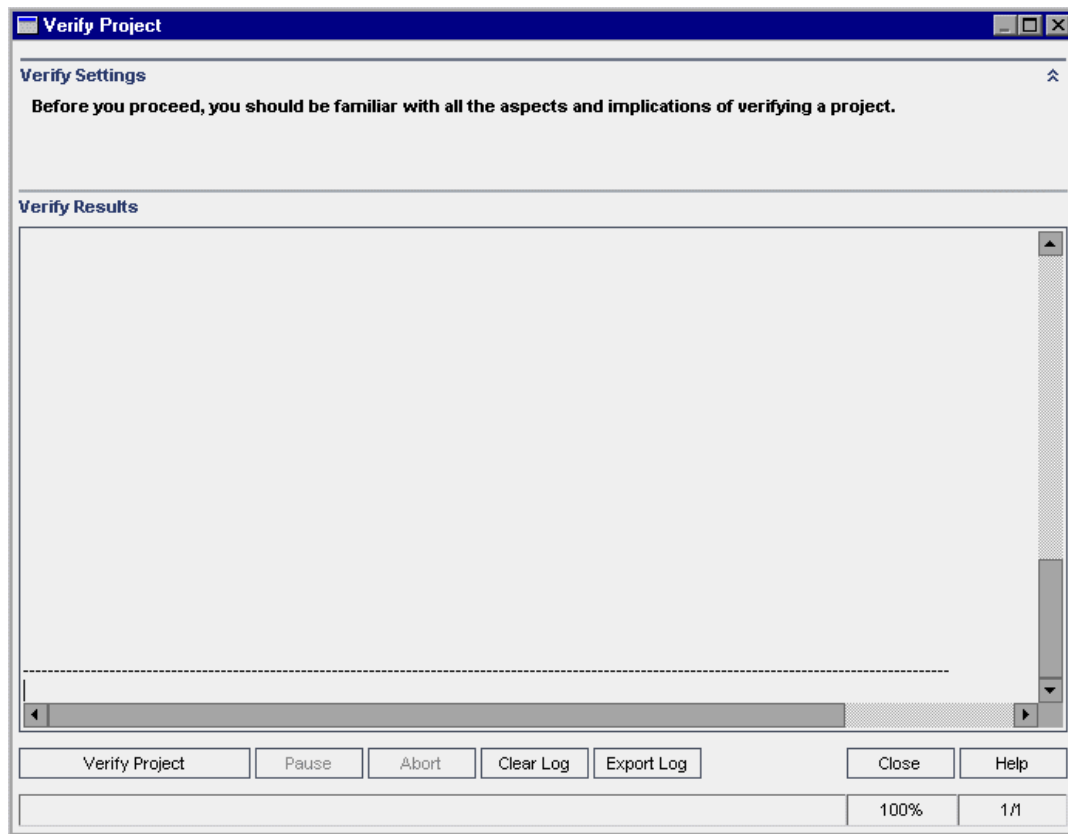 Verify Project
Verify Settings
Before you proceed, you should be familiar with all the aspects and implications of verifying a project.
Verify Results
--------------------------------------------------------------------------------
Verify Project Pause Abort Clear Log Export Log Close Help
100% 1/1